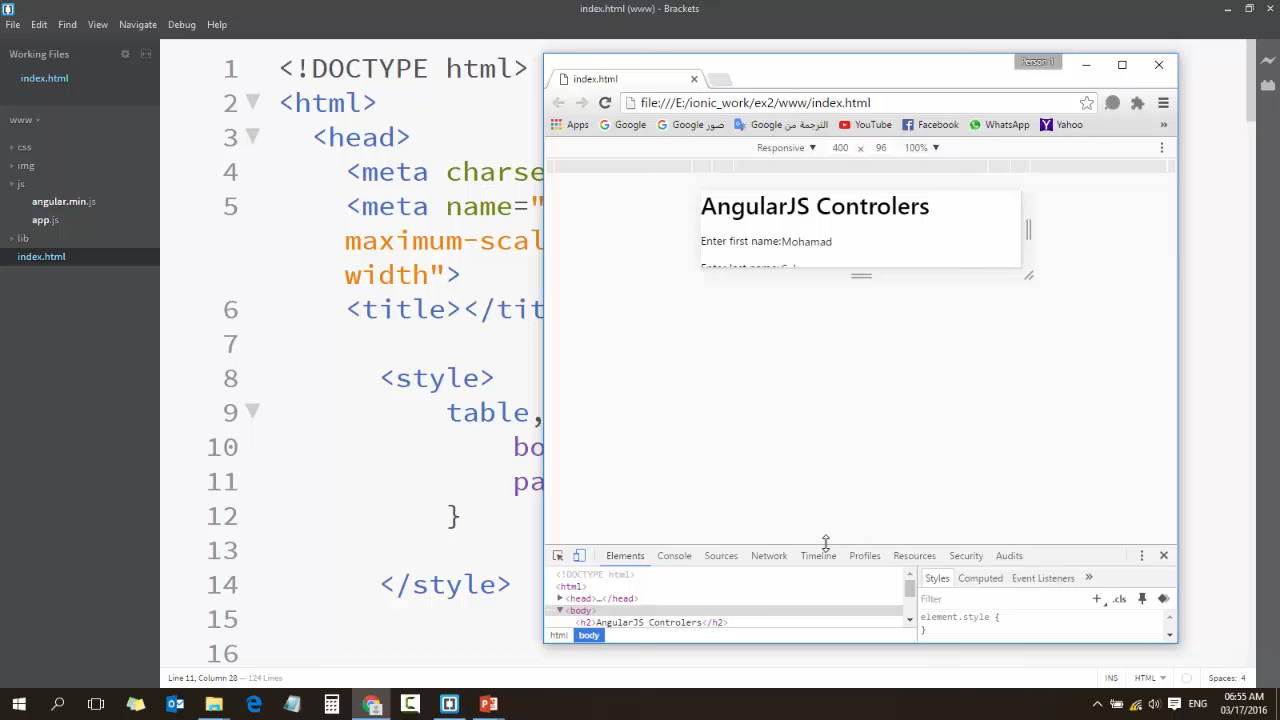 index.html (www) - Brackets
File Edit Find View Navigate Debug Help
Working Files
index.html
www
css
img
js
angular.min.js
app.js
lib
index.html
1 <!DOCTYPE html>
2 <html>
3 <head>
4 <meta charse
5 <meta name="
maximum-scal
width">
6 <title></tit
7
8 <style>
9 table,
10 bo
11 pa
12 }
13
14 </style>
15
16
Person 1
index.html
file:///E:/ionic_work/ex2/www/index.html
Apps Google صور Google الترجمة من Google YouTube Facebook WhatsApp Yahoo »
Responsive 400 × 96 100%
AngularJS Controlers
Enter first name:Mohamad
Enter last name:
Elements Console Sources Network Timeline Profiles Resources Security Audits
<!DOCTYPE html>
<html>
<head>…</head>
<body>
<h2>AngularJS Controlers</h2>
html body
Styles Computed Event Listeners »
Filter + .cls
element.style {
}
Line 11, Column 28 — 124 Lines
INS HTML Spaces: 4
06:55 AM
03/17/2016